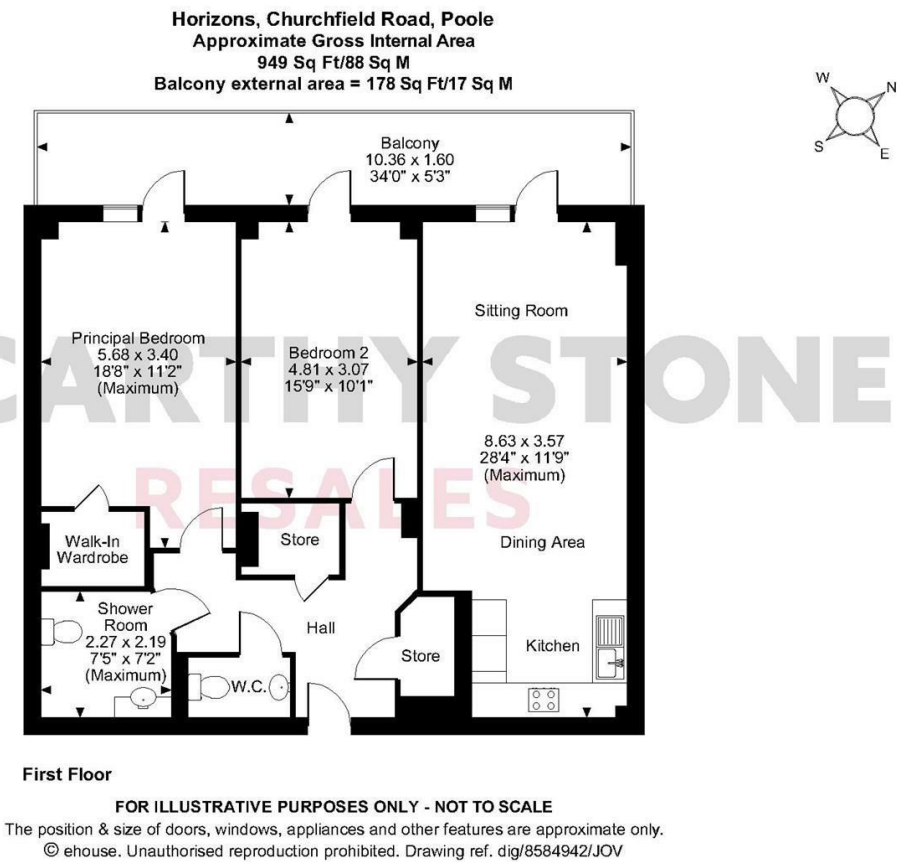 Horizons, Churchfield Road, Poole
Approximate Gross Internal Area
949 Sq Ft/88 Sq M
Balcony external area = 178 Sq Ft/17 Sq M
W
N
S
E
Balcony
10.36 x 1.60
34'0" x 5'3"
Principal Bedroom
5.68 x 3.40
18'8" x 11'2"
(Maximum)
Bedroom 2
4.81 x 3.07
15'9" x 10'1"
Sitting Room
CARTHY STONE
RESALES
8.63 x 3.57
28'4" x 11'9"
(Maximum)
Dining Area
Walk-In
Wardrobe
Store
Shower
Room
2.27 x 2.19
7'5" x 7'2"
(Maximum)
Hall
Store
Kitchen
W.C.
First Floor
FOR ILLUSTRATIVE PURPOSES ONLY - NOT TO SCALE
The position & size of doors, windows, appliances and other features are approximate only.
© ehouse. Unauthorised reproduction prohibited. Drawing ref. dig/8584942/JOV